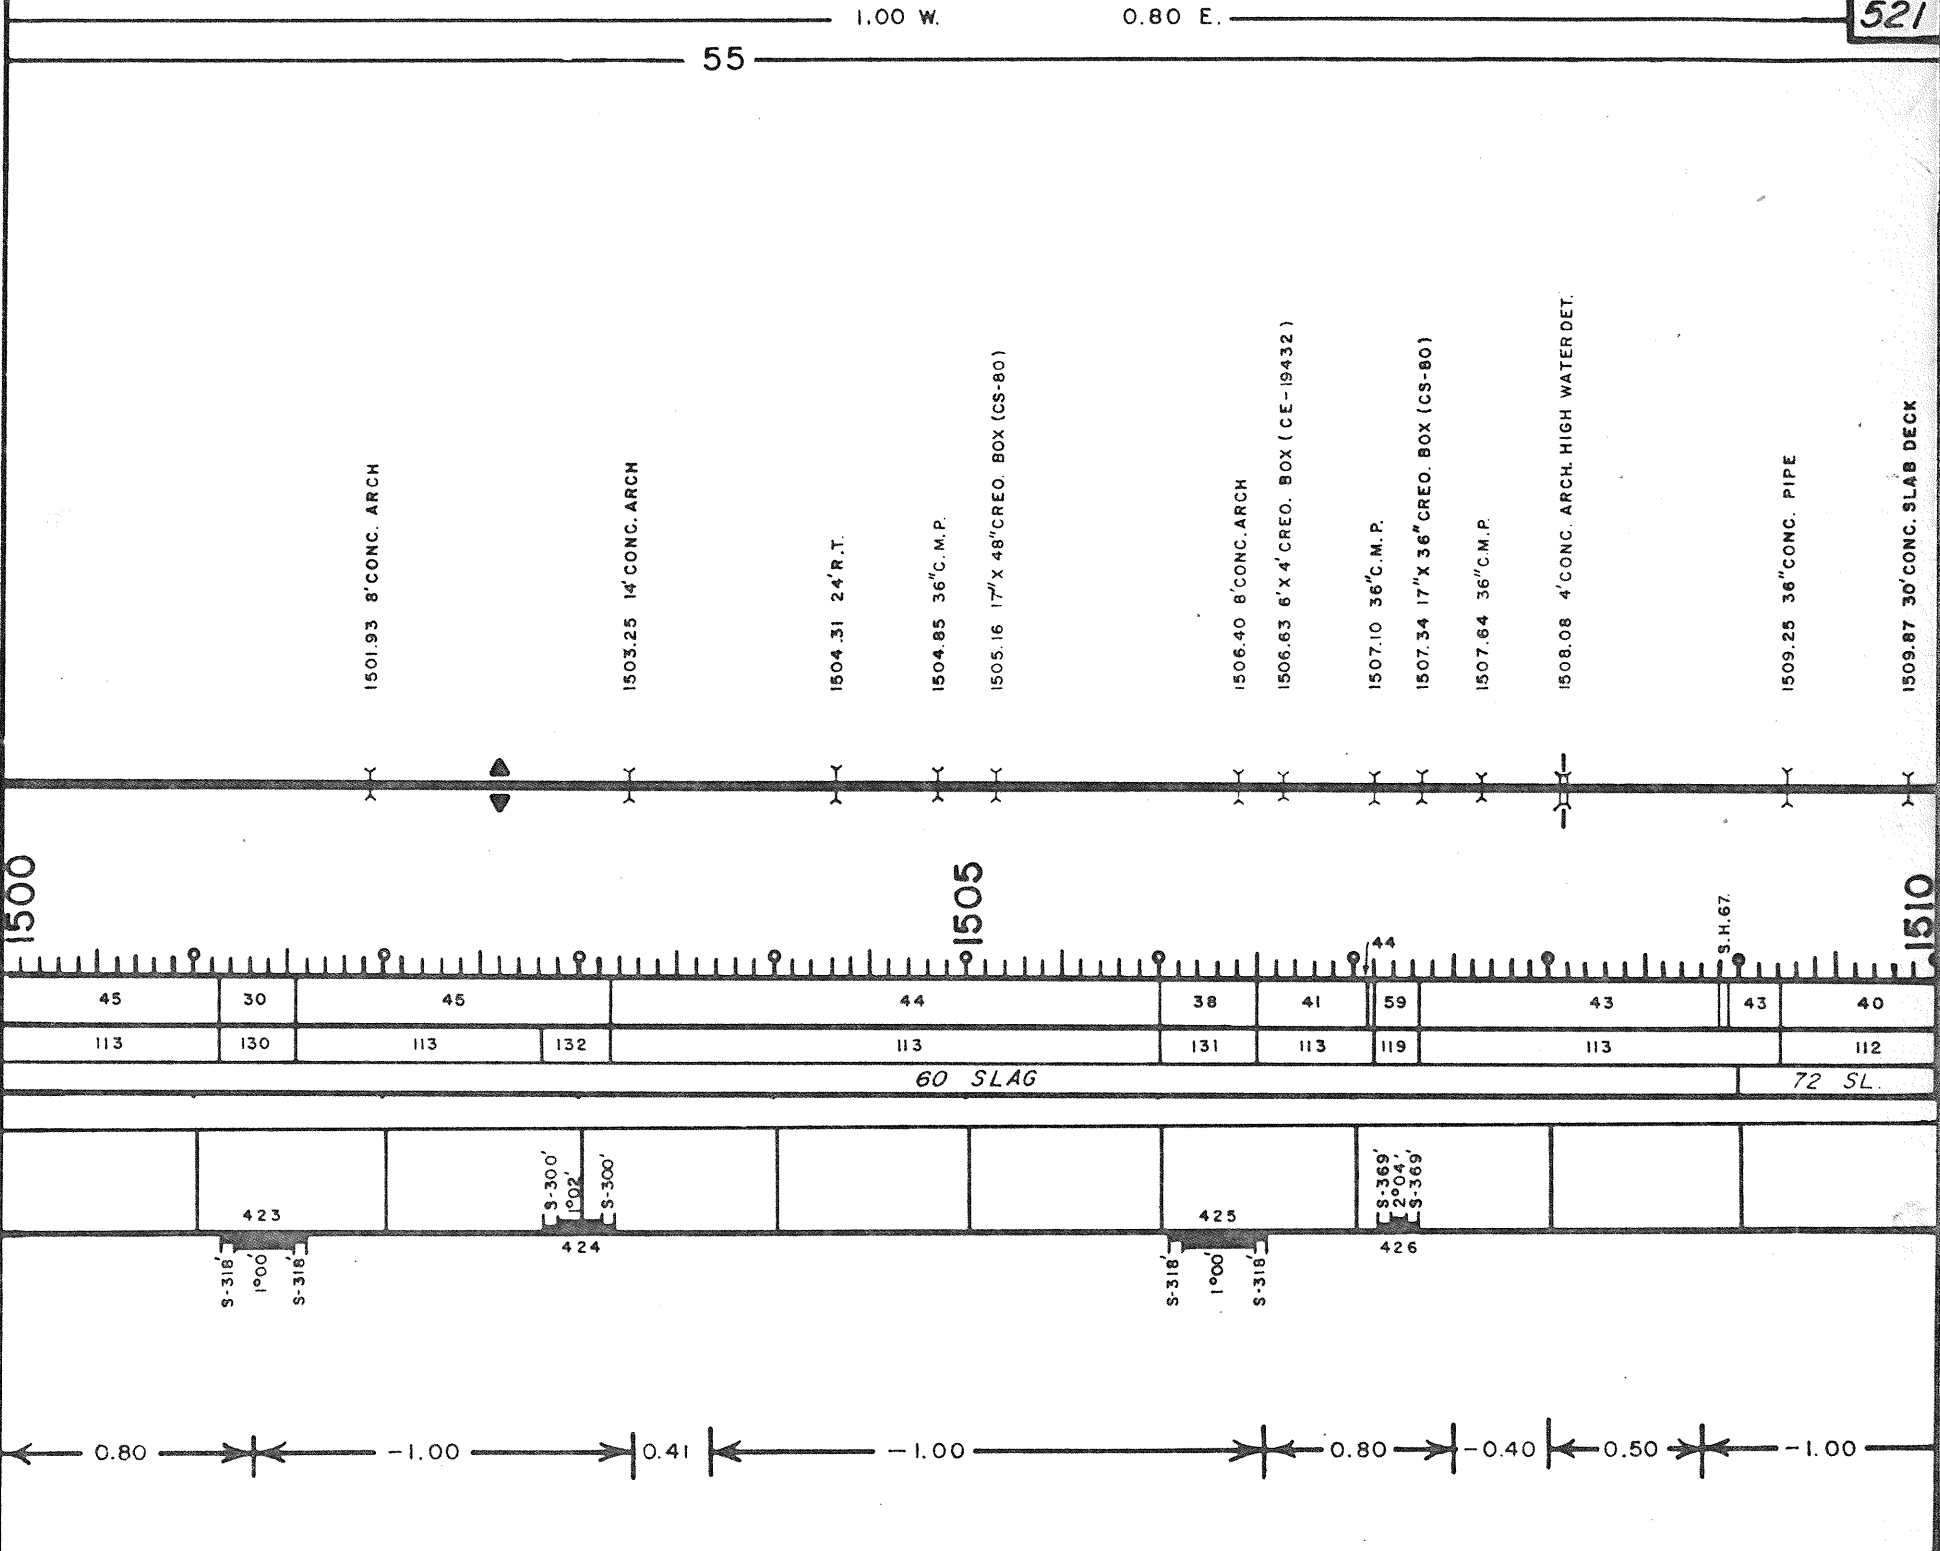 1.00 W. 0.80 E.
521
55
1501.93 8'CONC. ARCH
1503.25 14'CONC. ARCH
1504.31 24'R.T.
1504.85 36"C.M.P.
1505.16 17"X 48"CREO. BOX (CS-80)
1506.40 8'CONC. ARCH
1506.63 6'X 4'CREO. BOX (CE-19432)
1507.10 36"C.M.P.
1507.34 17"X 36"CREO. BOX (CS-80)
1507.64 36"C.M.P.
1508.08 4'CONC. ARCH. HIGH WATER DET.
1509.25 36"CONC. PIPE
1509.87 30'CONC. SLAB DECK
1500
1505
1510
44
S.H.67.
45 30 45 44 38 41 59 43 43 40
113 130 113 132 113 131 113 119 113 112
60 SLAG 72 SL.
S-300' 1°02' S-300'
S-369' 2°04' S-369'
423 425
424 426
S-318' 1°00' S-318'
S-318' 1°00' S-318'
0.80 -1.00 0.41 -1.00 0.80 -0.40 0.50 -1.00